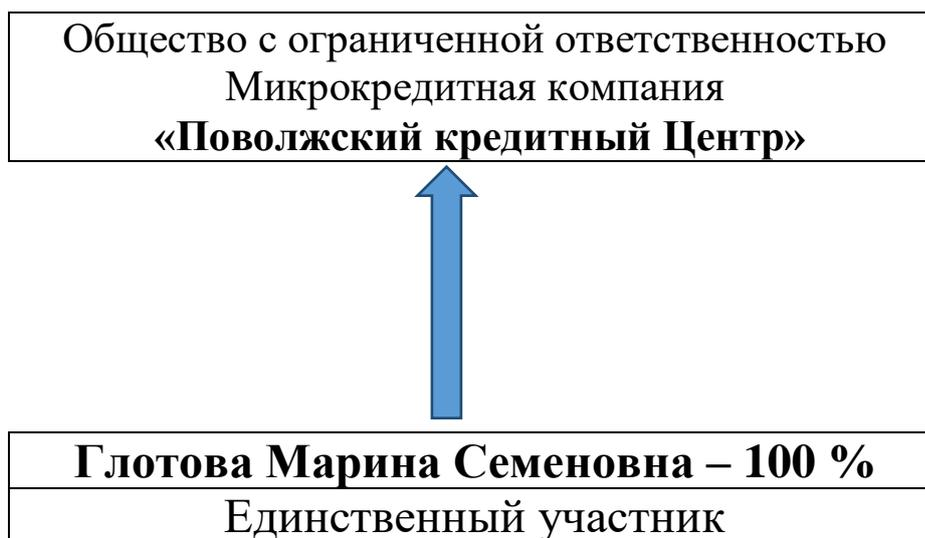 Общество с ограниченной ответственностью
Микрокредитная компания
«Поволжский кредитный Центр»
Глотова Марина Семеновна – 100 %
Единственный участник